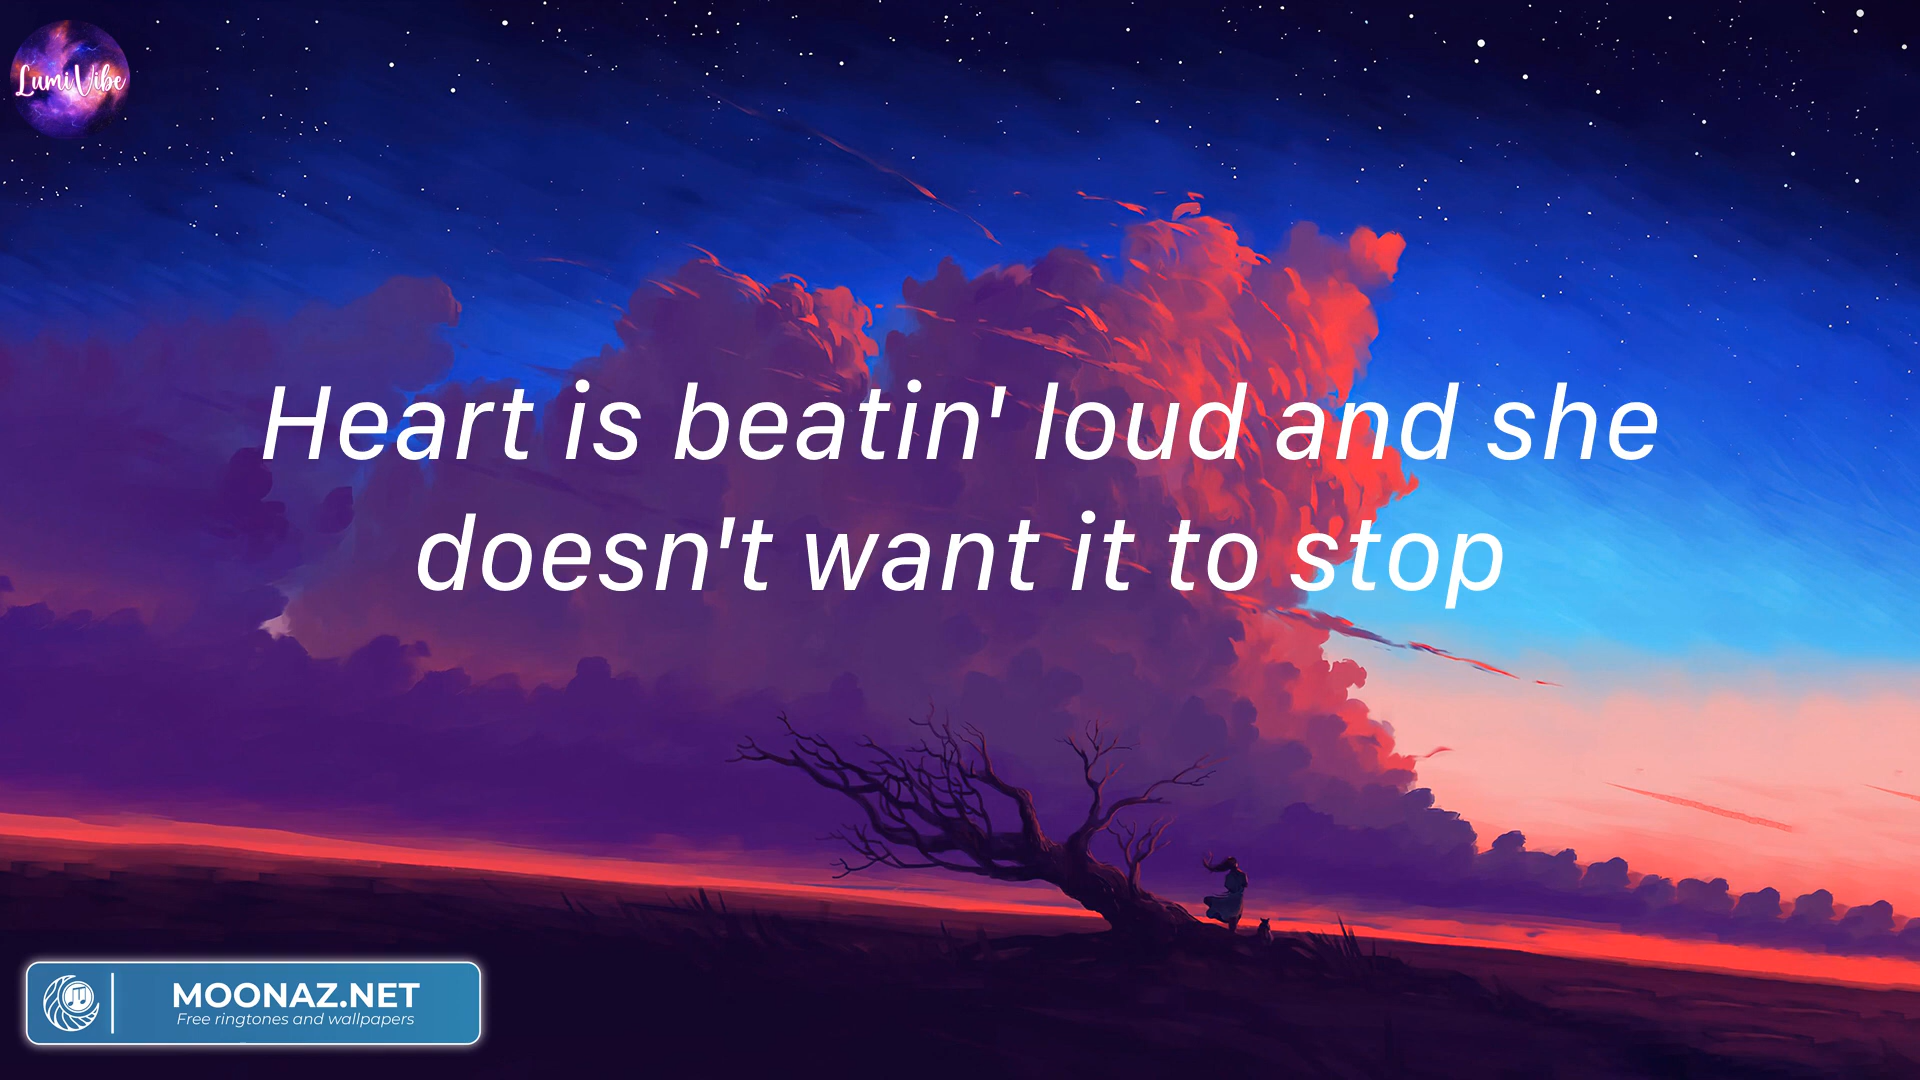 LumiVibe
Heart is beatin' loud and she
doesn't want it to stop
MOONAZ.NET
Free ringtones and wallpapers